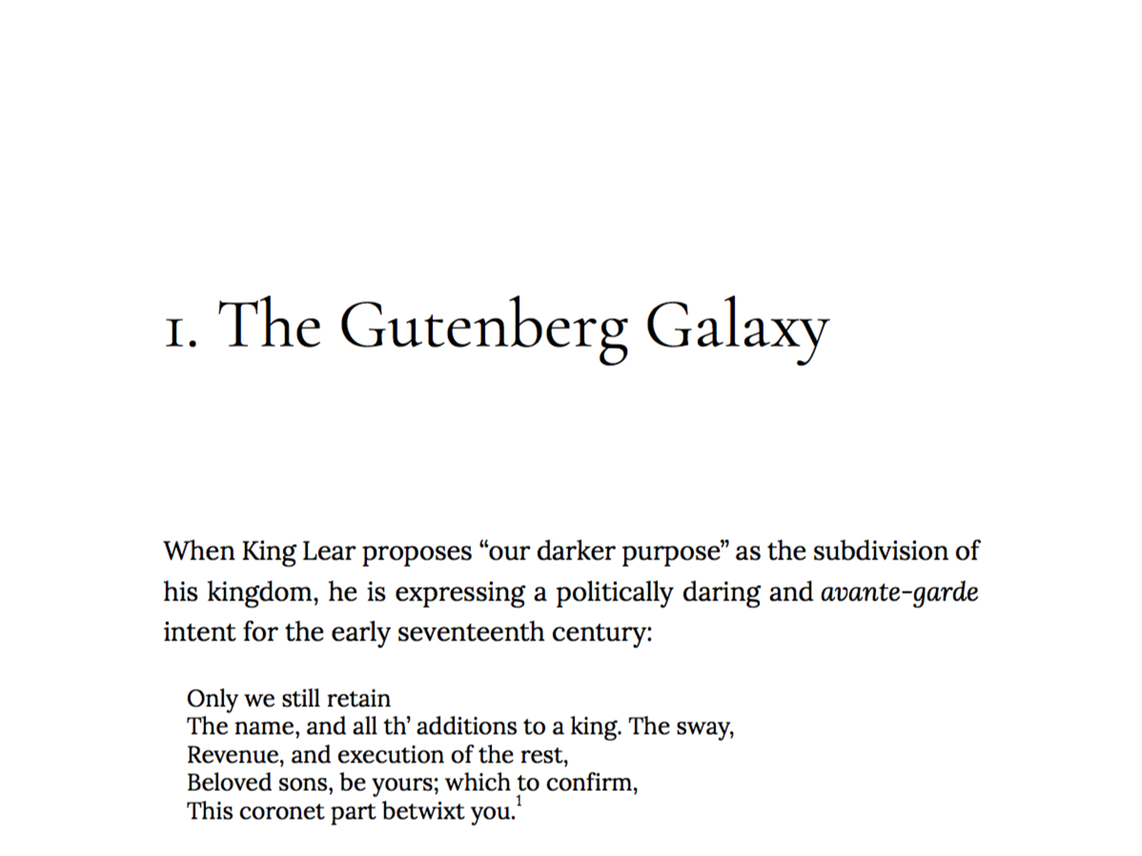 1. The Gutenberg Galaxy
When King Lear proposes “our darker purpose” as the subdivision of
his kingdom, he is expressing a politically daring and avante-garde
intent for the early seventeenth century:
Only we still retain
The name, and all th’ additions to a king. The sway,
Revenue, and execution of the rest,
Beloved sons, be yours; which to confirm,
This coronet part betwixt you.1